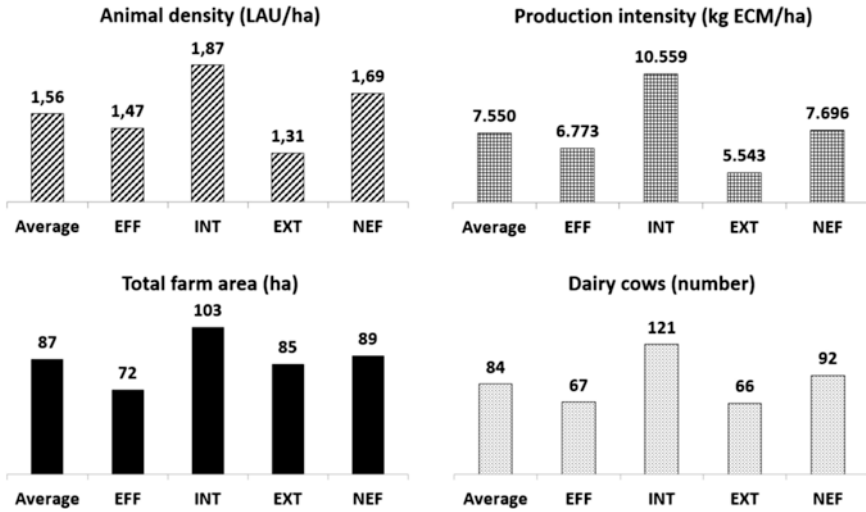 Animal density (LAU/ha)
1,56
1,47
1,87
1,31
1,69
Average EFF INT EXT NEF
Production intensity (kg ECM/ha)
7.550
6.773
10.559
5.543
7.696
Average EFF INT EXT NEF
Total farm area (ha)
87
72
103
85
89
Average EFF INT EXT NEF
Dairy cows (number)
84
67
121
66
92
Average EFF INT EXT NEF